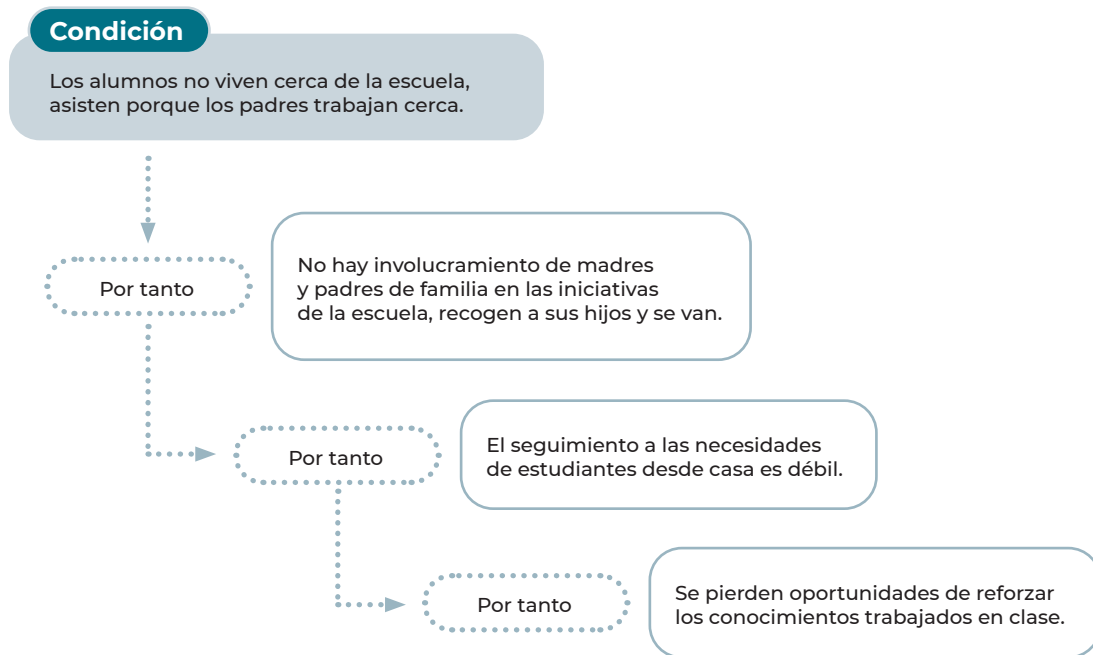 Condición
Los alumnos no viven cerca de la escuela,
asisten porque los padres trabajan cerca.
Por tanto
No hay involucramiento de madres
y padres de familia en las iniciativas
de la escuela, recogen a sus hijos y se van.
Por tanto
El seguimiento a las necesidades
de estudiantes desde casa es débil.
Por tanto
Se pierden oportunidades de reforzar
los conocimientos trabajados en clase.